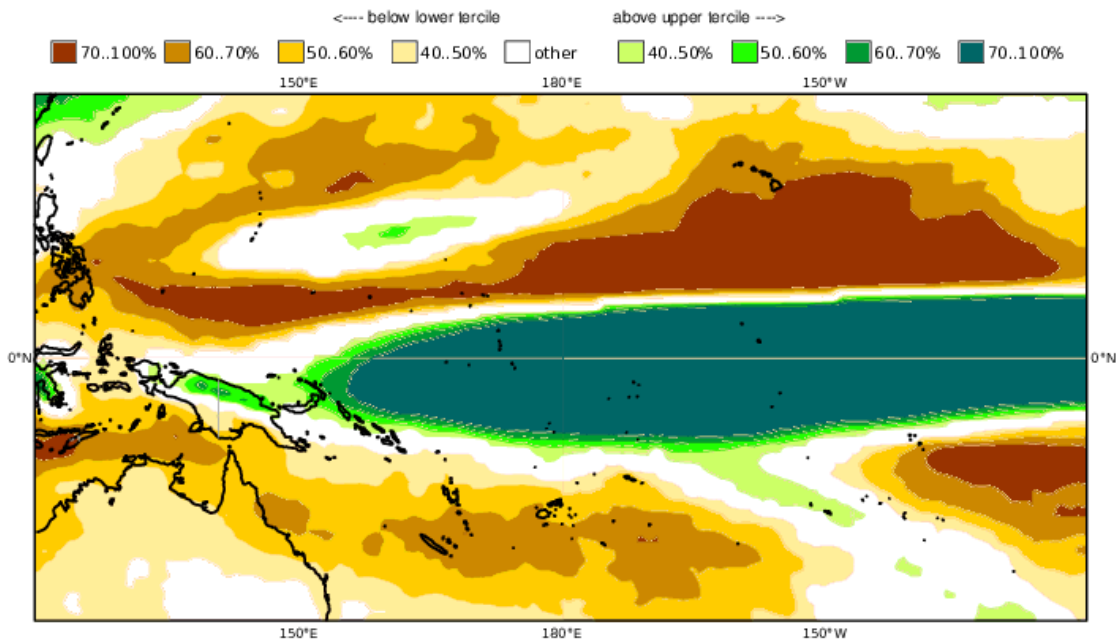 <---- below lower tercile above upper tercile ---->
70..100% 60..70% 50..60% 40..50% other 40..50% 50..60% 60..70% 70..100%
150°E 180°E 150°W
0°N 0°N
150°E 180°E 150°W